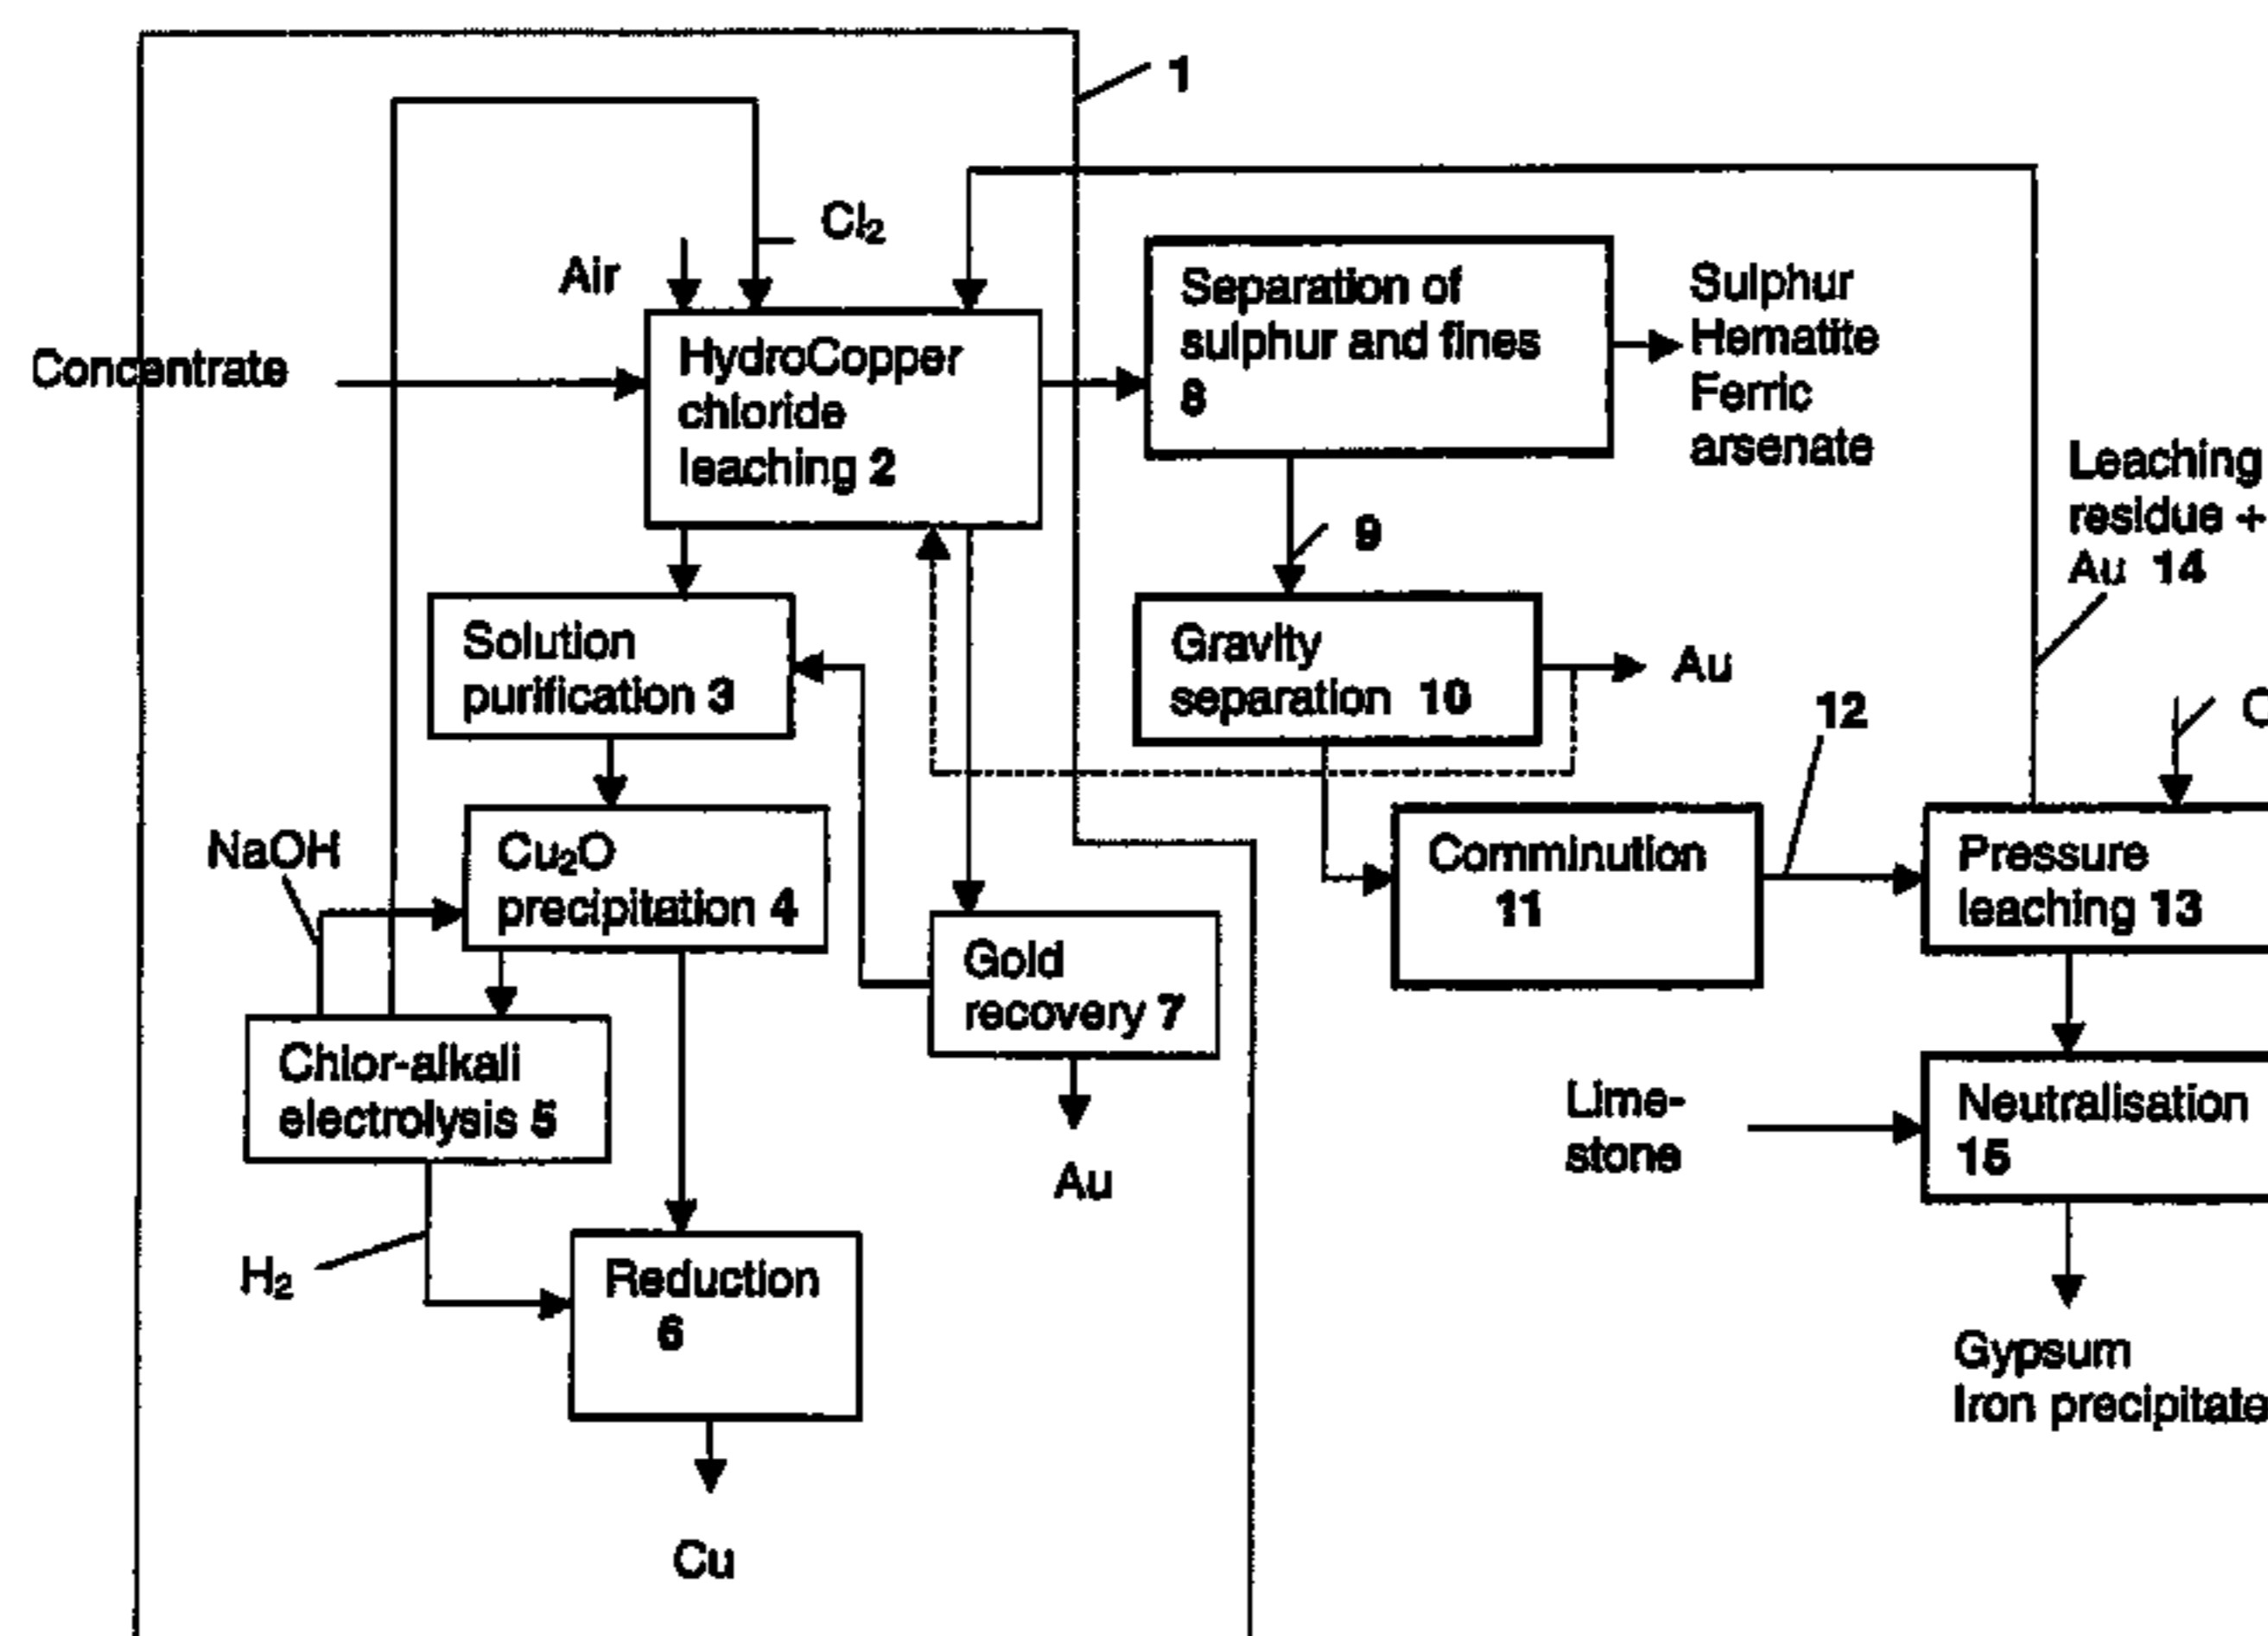 1
Cl2
Air
Concentrate
HydroCopper
chloride
leaching 2
Separation of
sulphur and fines
8
Sulphur
Hematite
Ferric
arsenate
Leaching
residue +
Au 14
9
Solution
purification 3
Gravity
separation 10
Au
12
NaOH
Cu2O
precipitation 4
Comminution
11
Pressure
leaching 13
Gold
recovery 7
Chlor-alkali
electrolysis 5
Lime-
stone
Neutralisation
15
Au
H2
Reduction
6
Gypsum
Iron precipitate
Cu